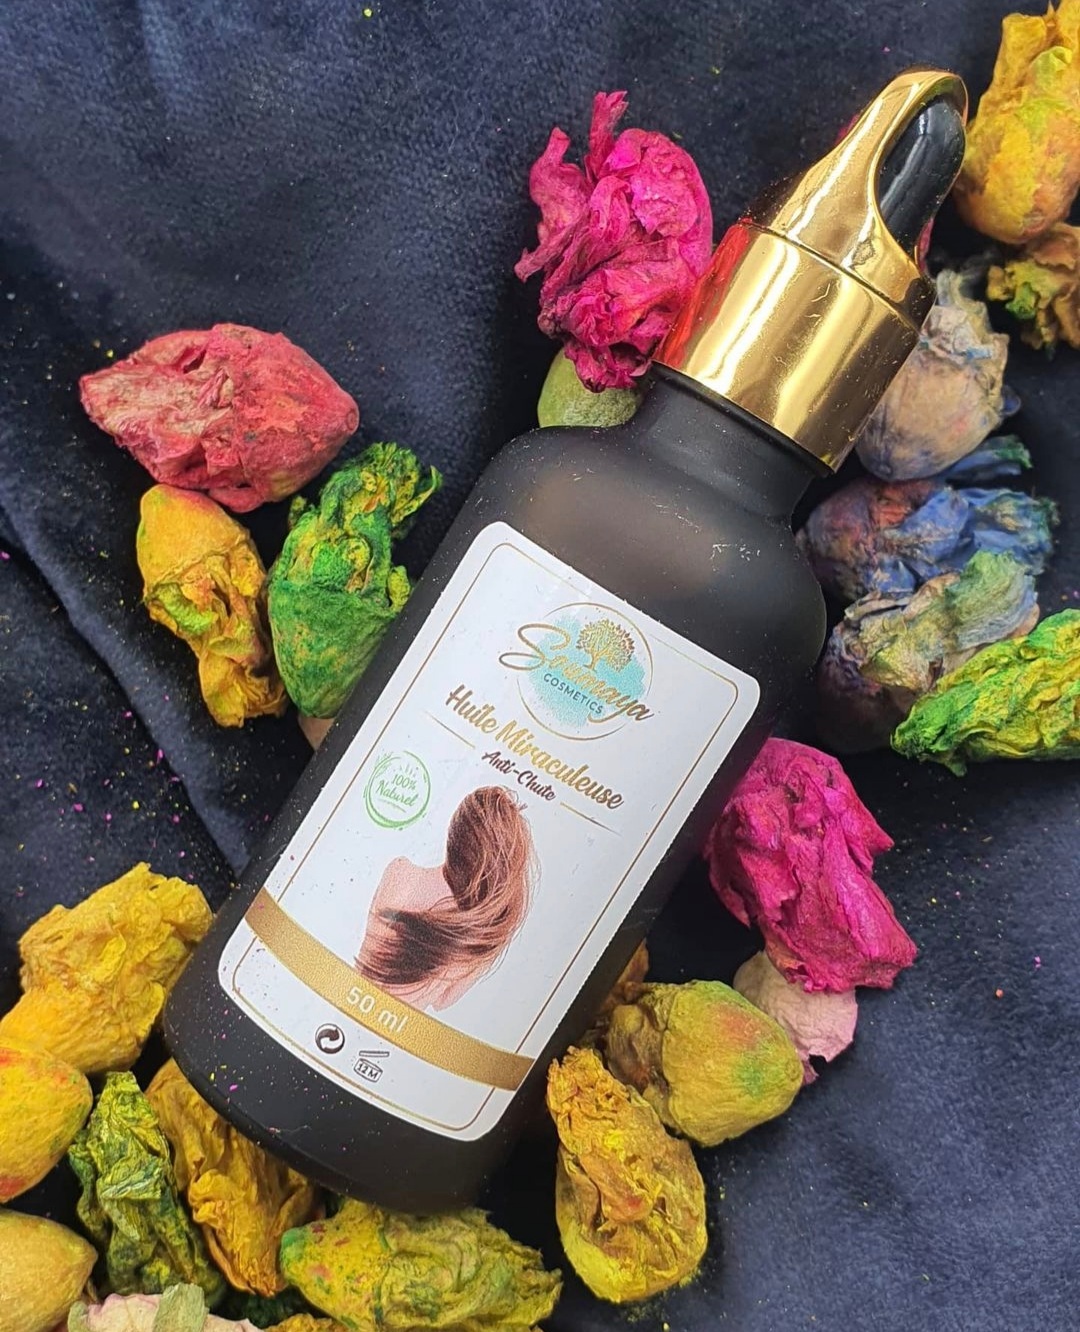 Soumaya
COSMETICS
Huile Miraculeuse
Anti-Chute
100%
Naturel
50 ml
12M